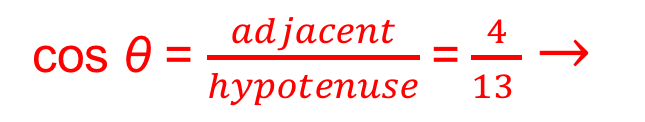 cos θ = adjacent/hypotenuse = 4/13 →